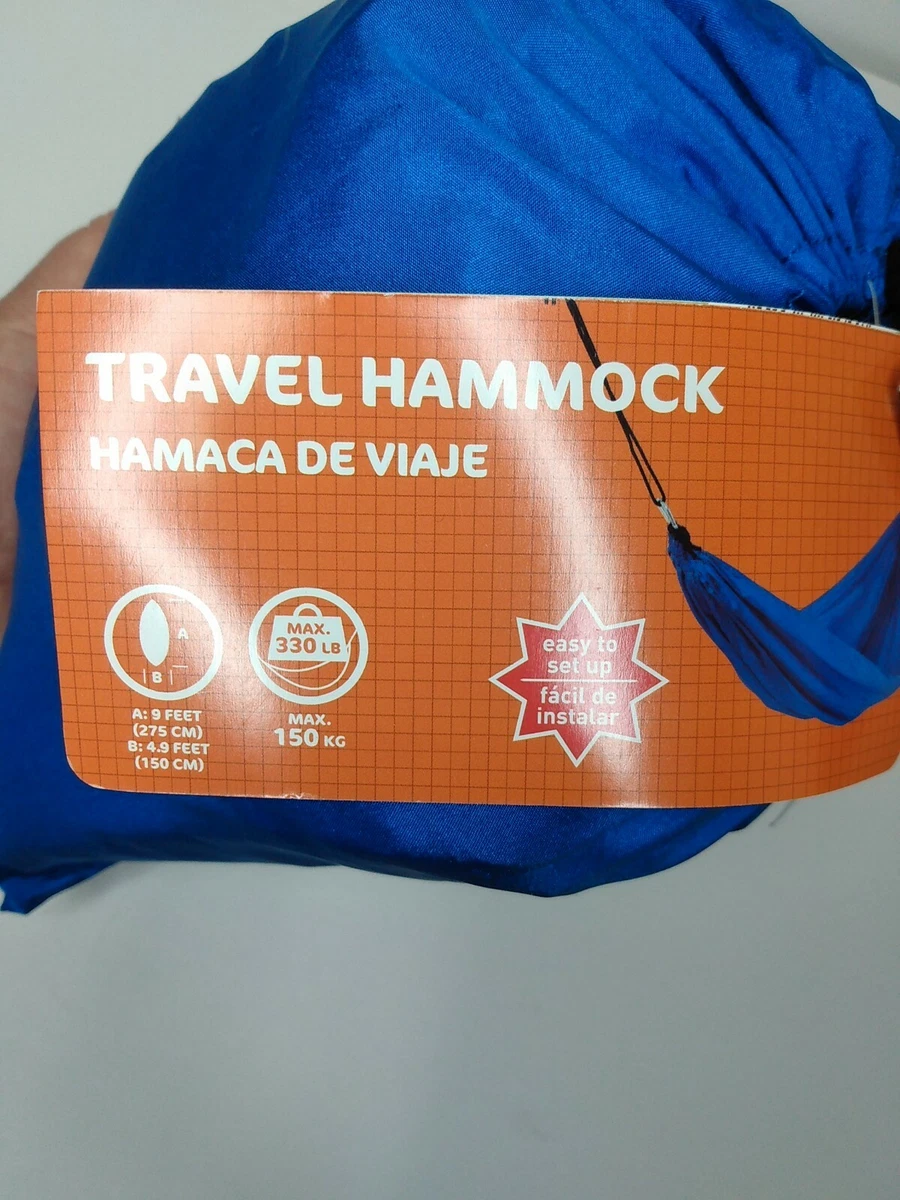 TRAVEL HAMMOCK
HAMACA DE VIAJE
A
B
A: 9 FEET
(275 CM)
B: 4.9 FEET
(150 CM)
MAX.
330 LB
MAX.
150 KG
easy to
set up
fácil de
instalar